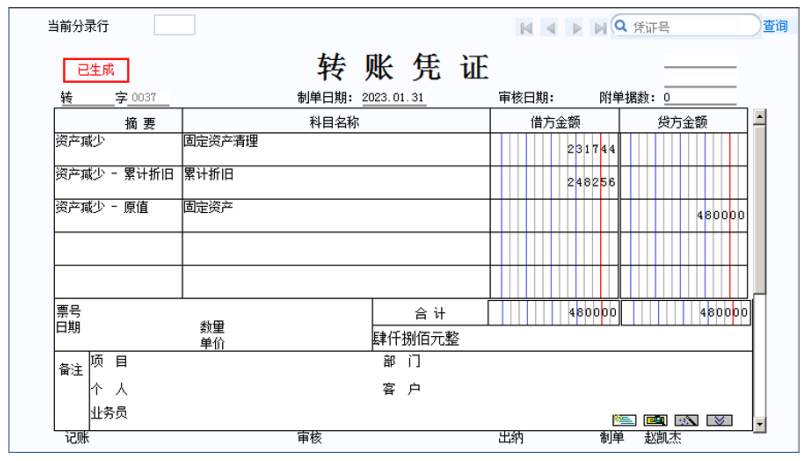 当前分录行
凭证号 查询
已生成
转账凭证
转 字 0037 制单日期: 2023.01.31 审核日期: 附单据数: 0
摘要 科目名称 借方金额 贷方金额
资产减少 固定资产清理 231744
资产减少 - 累计折旧 累计折旧 248256
资产减少 - 原值 固定资产 480000
票号 合计 480000 480000
日期 数量
单价 肆仟捌佰元整
备注 项目 部门
个人 客户
业务员
记账 审核 出纳 制单 赵凯杰